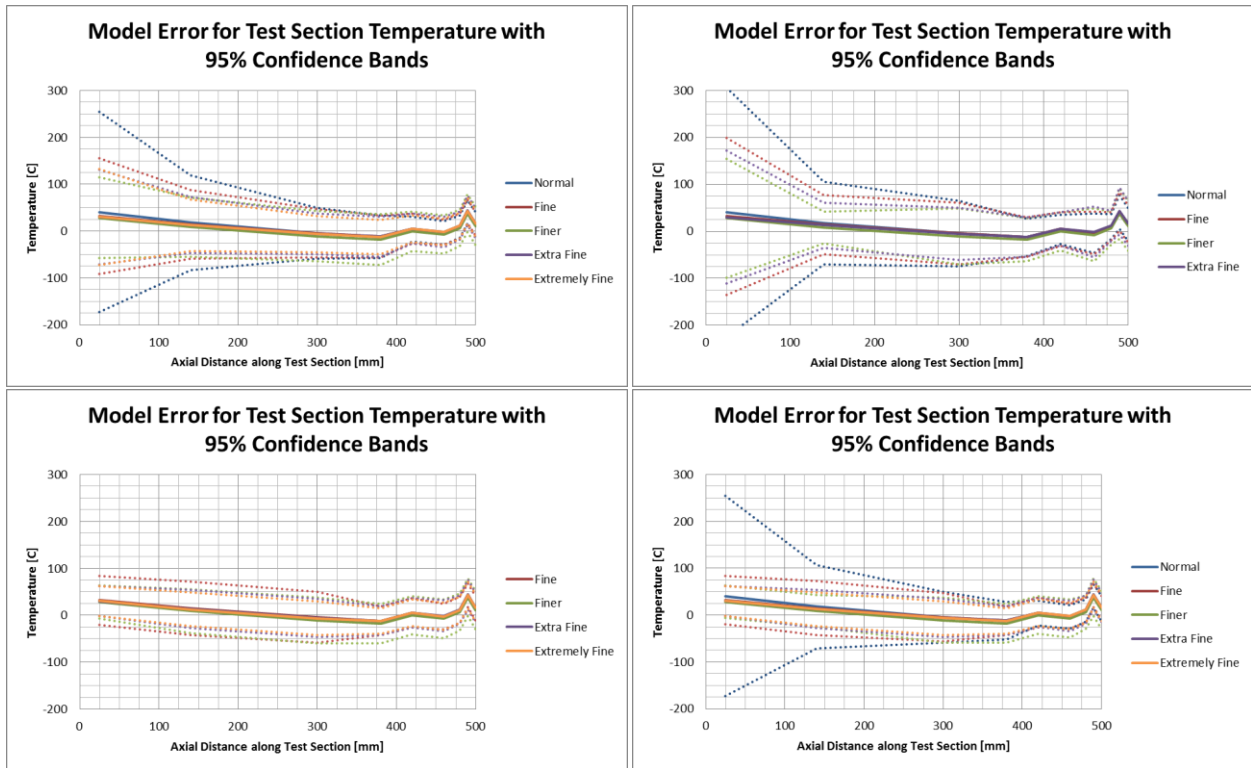 Model Error for Test Section Temperature with
95% Confidence Bands
Temperature [C]
300
200
100
0
-100
-200
0 100 200 300 400 500
Axial Distance along Test Section [mm]
Normal
Fine
Finer
Extra Fine
Extremely Fine
Model Error for Test Section Temperature with
95% Confidence Bands
Temperature [C]
300
200
100
0
-100
-200
0 100 200 300 400 500
Axial Distance along Test Section [mm]
Normal
Fine
Finer
Extra Fine
Model Error for Test Section Temperature with
95% Confidence Bands
Temperature [C]
300
200
100
0
-100
-200
0 100 200 300 400 500
Axial Distance along Test Section [mm]
Fine
Finer
Extra Fine
Extremely Fine
Model Error for Test Section Temperature with
95% Confidence Bands
Temperature [C]
300
200
100
0
-100
-200
0 100 200 300 400 500
Axial Distance along Test Section [mm]
Normal
Fine
Finer
Extra Fine
Extremely Fine